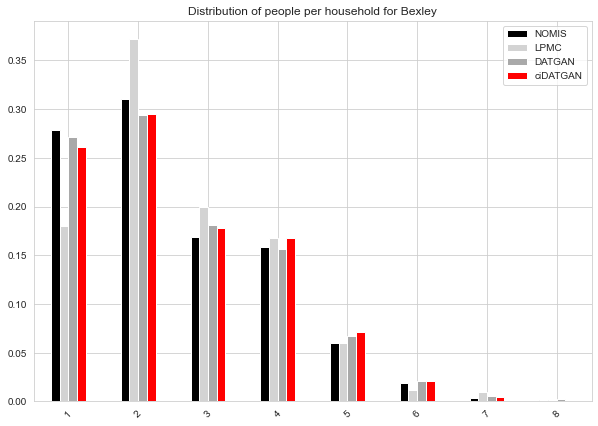 Distribution of people per household for Bexley
NOMIS
LPMC
DATGAN
ciDATGAN
0.35
0.30
0.25
0.20
0.15
0.10
0.05
0.00
1 2 3 4 5 6 7 8